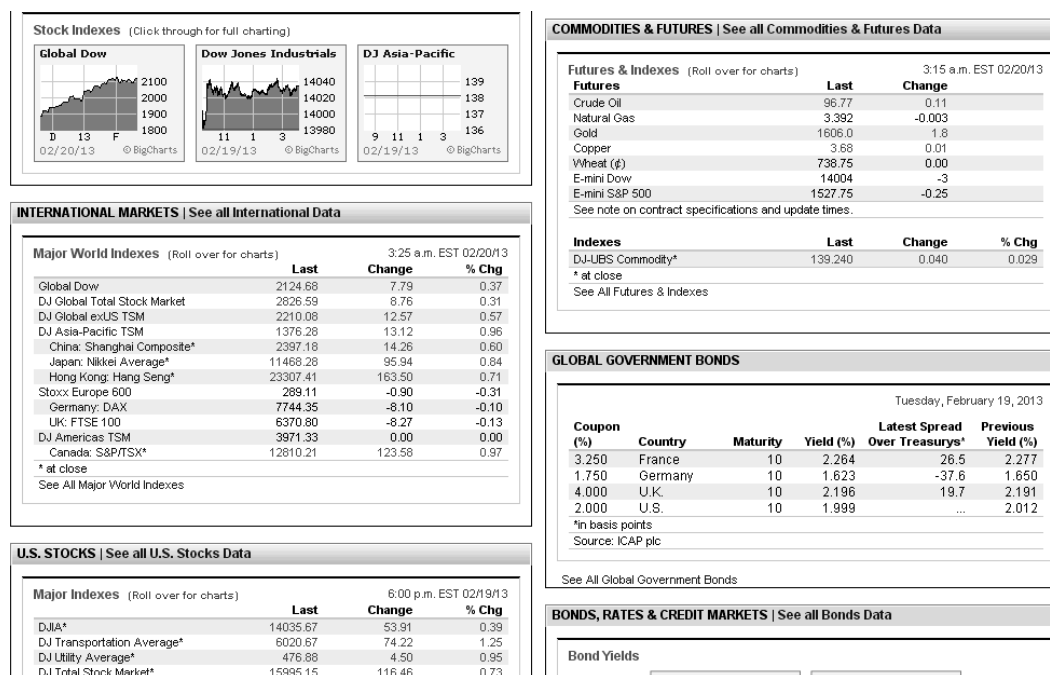 Stock Indexes (Click through for full charting)
Global Dow
2100
2000
1900
1800
D 13 F
02/20/13 © BigCharts
Dow Jones Industrials
14040
14020
14000
13980
11 1 3
02/19/13 © BigCharts
DJ Asia-Pacific
139
138
137
136
9 11 1 3
02/19/13 © BigCharts
INTERNATIONAL MARKETS | See all International Data
Major World Indexes (Roll over for charts) 3:25 a.m. EST 02/20/13
Last Change % Chg
Global Dow 2124.68 7.79 0.37
DJ Global Total Stock Market 2826.59 8.76 0.31
DJ Global exUS TSM 2210.08 12.57 0.57
DJ Asia-Pacific TSM 1376.28 13.12 0.96
China: Shanghai Composite* 2397.18 14.26 0.60
Japan: Nikkei Average* 11468.28 95.94 0.84
Hong Kong: Hang Seng* 23307.41 163.50 0.71
Stoxx Europe 600 289.11 -0.90 -0.31
Germany: DAX 7744.35 -8.10 -0.10
UK: FTSE 100 6370.80 -8.27 -0.13
DJ Americas TSM 3971.33 0.00 0.00
Canada: S&P/TSX* 12810.21 123.58 0.97
* at close
See All Major World Indexes
U.S. STOCKS | See all U.S. Stocks Data
Major Indexes (Roll over for charts) 6:00 p.m. EST 02/19/13
Last Change % Chg
DJIA* 14035.67 53.91 0.39
DJ Transportation Average* 6020.67 74.22 1.25
DJ Utility Average* 476.88 4.50 0.95
DJ Total Stock Market* 15995.15 116.46 0.73
COMMODITIES & FUTURES | See all Commodities & Futures Data
Futures & Indexes (Roll over for charts) 3:15 a.m. EST 02/20/13
Futures Last Change
Crude Oil 96.77 0.11
Natural Gas 3.392 -0.003
Gold 1606.0 1.8
Copper 3.68 0.01
Wheat (¢) 738.75 0.00
E-mini Dow 14004 -3
E-mini S&P 500 1527.75 -0.25
See note on contract specifications and update times.
Indexes Last Change % Chg
DJ-UBS Commodity* 139.240 0.040 0.029
* at close
See All Futures & Indexes
GLOBAL GOVERNMENT BONDS
Tuesday, February 19, 2013
Coupon Latest Spread Previous
(%) Country Maturity Yield (%) Over Treasurys* Yield (%)
3.250 France 10 2.264 26.5 2.277
1.750 Germany 10 1.623 -37.6 1.650
4.000 U.K. 10 2.196 19.7 2.191
2.000 U.S. 10 1.999 ... 2.012
*in basis points
Source: ICAP plc
See All Global Government Bonds
BONDS, RATES & CREDIT MARKETS | See all Bonds Data
Bond Yields